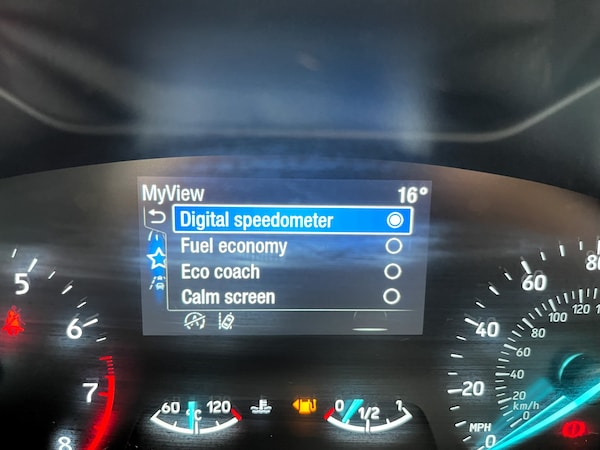 MyView 16°
Digital speedometer
Fuel economy
Eco coach
Calm screen
5
6
7
8
60 °C 120
0 1/2 1
0
20
40
60
80
MPH
0
20
40
60
80
100
120
km/h